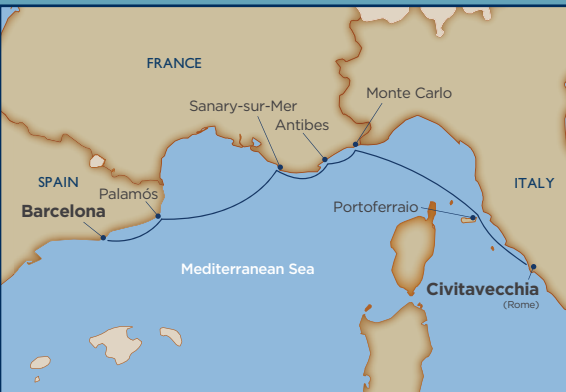 FRANCE
Monte Carlo
Sanary-sur-Mer
Antibes
SPAIN
Palamós
ITALY
Barcelona
Portoferraio
Mediterranean Sea
Civitavecchia
(Rome)